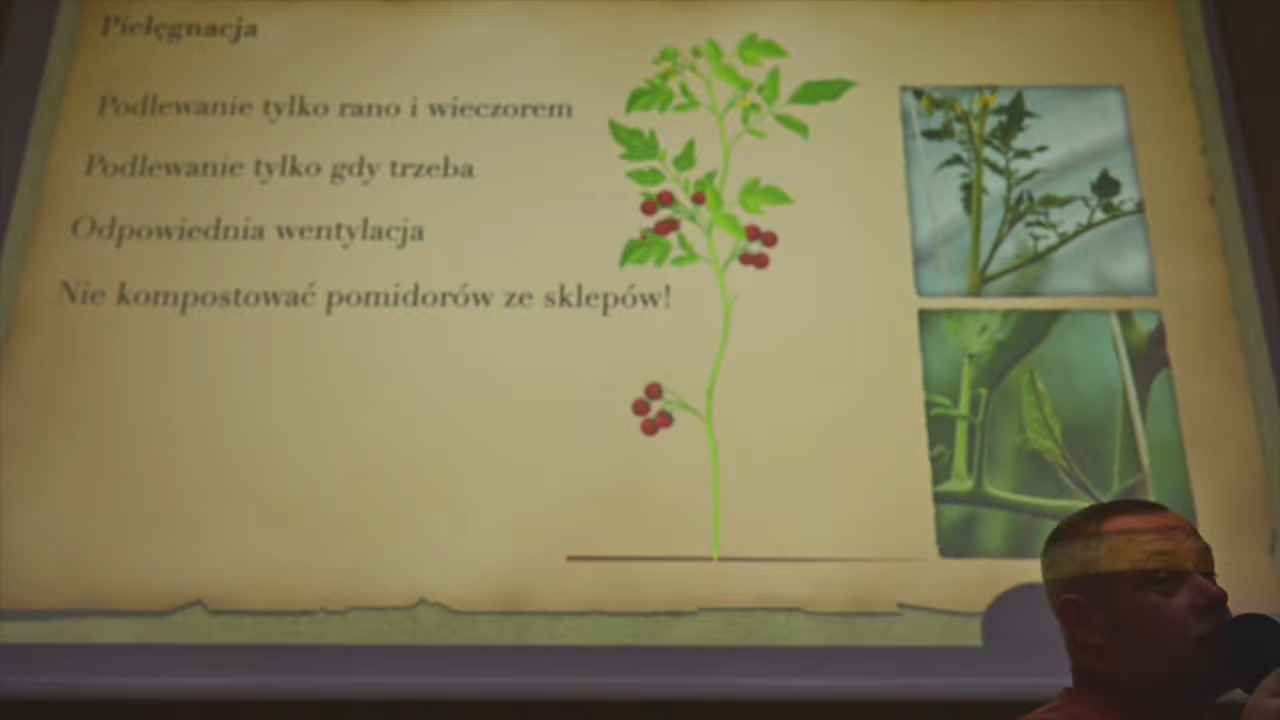 Pielęgnacja
Podlewanie tylko rano i wieczorem
Podlewanie tylko gdy trzeba
Odpowiednia wentylacja
Nie kompostować pomidorów ze sklepów!